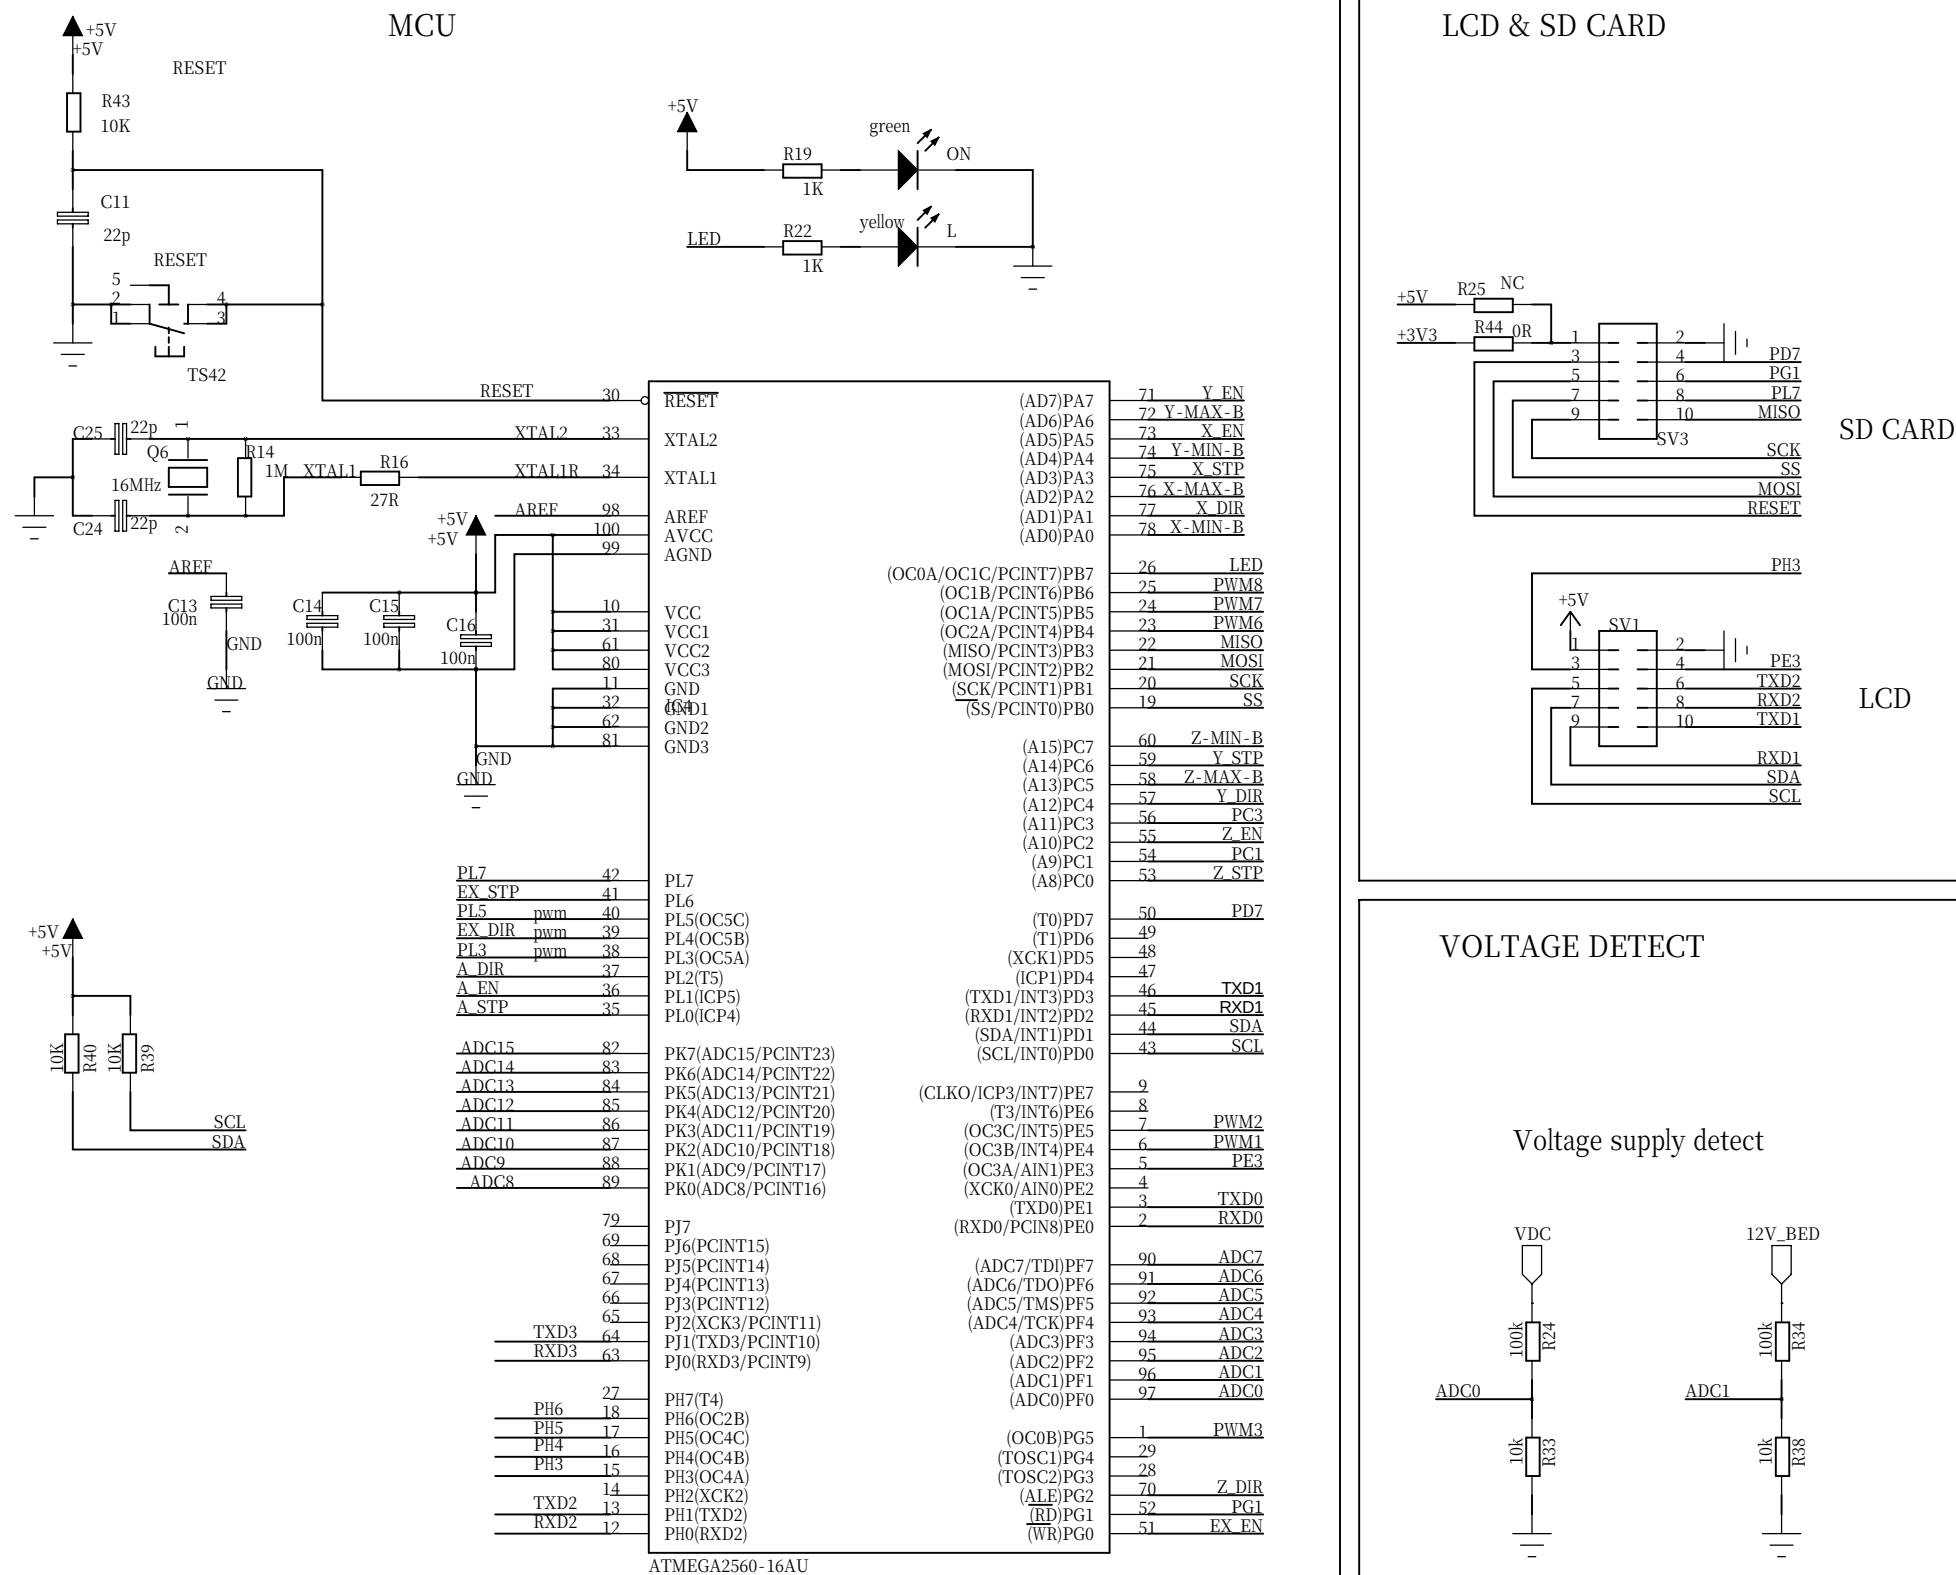 MCU
LCD & SD CARD
+5V
+5V
RESET
R43
10K
C11
22p
RESET
5
2
4
1
3
TS42
+5V
green
R19
ON
1K
yellow
LED
R22
L
1K
RESET 30 RESET
C25 22p 1
Q6
R14
1M
16MHz
C24 22p 2
XTAL2 33 XTAL2
XTAL1 R16 XTAL1R 34 XTAL1
27R
AREF 98 AREF
100 AVCC
99 AGND
+5V
+5V
AREF
C13
100n
GND
GND
C14
100n
C15
100n
C16
100n
10 VCC
31 VCC1
61 VCC2
80 VCC3
11 GND
32 GND1
IC4
62 GND2
81 GND3
GND
GND
PL7 42 PL7
EX_STP 41 PL6
PL5 pwm 40 PL5(OC5C)
EX_DIR pwm 39 PL4(OC5B)
PL3 pwm 38 PL3(OC5A)
A_DIR 37 PL2(T5)
A_EN 36 PL1(ICP5)
A_STP 35 PL0(ICP4)
+5V
+5V
10K R40
10K R39
SCL
SDA
ADC15 82 PK7(ADC15/PCINT23)
ADC14 83 PK6(ADC14/PCINT22)
ADC13 84 PK5(ADC13/PCINT21)
ADC12 85 PK4(ADC12/PCINT20)
ADC11 86 PK3(ADC11/PCINT19)
ADC10 87 PK2(ADC10/PCINT18)
ADC9 88 PK1(ADC9/PCINT17)
ADC8 89 PK0(ADC8/PCINT16)
79 PJ7
69 PJ6(PCINT15)
68 PJ5(PCINT14)
67 PJ4(PCINT13)
66 PJ3(PCINT12)
65 PJ2(XCK3/PCINT11)
TXD3 64 PJ1(TXD3/PCINT10)
RXD3 63 PJ0(RXD3/PCINT9)
27 PH7(T4)
PH6 18 PH6(OC2B)
PH5 17 PH5(OC4C)
PH4 16 PH4(OC4B)
PH3 15 PH3(OC4A)
14 PH2(XCK2)
TXD2 13 PH1(TXD2)
RXD2 12 PH0(RXD2)
ATMEGA2560-16AU
(AD7)PA7 71 Y_EN
(AD6)PA6 72 Y-MAX-B
(AD5)PA5 73 X_EN
(AD4)PA4 74 Y-MIN-B
(AD3)PA3 75 X_STP
(AD2)PA2 76 X-MAX-B
(AD1)PA1 77 X_DIR
(AD0)PA0 78 X-MIN-B
(OC0A/OC1C/PCINT7)PB7 26 LED
(OC1B/PCINT6)PB6 25 PWM8
(OC1A/PCINT5)PB5 24 PWM7
(OC2A/PCINT4)PB4 23 PWM6
(MISO/PCINT3)PB3 22 MISO
(MOSI/PCINT2)PB2 21 MOSI
(SCK/PCINT1)PB1 20 SCK
(SS/PCINT0)PB0 19 SS
(A15)PC7 60 Z-MIN-B
(A14)PC6 59 Y_STP
(A13)PC5 58 Z-MAX-B
(A12)PC4 57 Y_DIR
(A11)PC3 56 PC3
(A10)PC2 55 Z_EN
(A9)PC1 54 PC1
(A8)PC0 53 Z_STP
(T0)PD7 50 PD7
(T1)PD6 49
(XCK1)PD5 48
(ICP1)PD4 47
(TXD1/INT3)PD3 46 TXD1
(RXD1/INT2)PD2 45 RXD1
(SDA/INT1)PD1 44 SDA
(SCL/INT0)PD0 43 SCL
(CLKO/ICP3/INT7)PE7 9
(T3/INT6)PE6 8
(OC3C/INT5)PE5 7 PWM2
(OC3B/INT4)PE4 6 PWM1
(OC3A/AIN1)PE3 5 PE3
(XCK0/AIN0)PE2 4
(TXD0)PE1 3 TXD0
(RXD0/PCIN8)PE0 2 RXD0
(ADC7/TDI)PF7 90 ADC7
(ADC6/TDO)PF6 91 ADC6
(ADC5/TMS)PF5 92 ADC5
(ADC4/TCK)PF4 93 ADC4
(ADC3)PF3 94 ADC3
(ADC2)PF2 95 ADC2
(ADC1)PF1 96 ADC1
(ADC0)PF0 97 ADC0
(OC0B)PG5 1 PWM3
(TOSC1)PG4 29
(TOSC2)PG3 28
(ALE)PG2 70 Z_DIR
(RD)PG1 52 PG1
(WR)PG0 51 EX_EN
+5V R25 NC
+3V3 R44 0R
1 2
3 4 PD7
5 6 PG1
7 8 PL7
9 10 MISO
SV3
SD CARD
SCK
SS
MOSI
RESET
PH3
+5V
SV1
1 2
3 4 PE3
5 6 TXD2
7 8 RXD2
9 10 TXD1
LCD
RXD1
SDA
SCL
VOLTAGE DETECT
Voltage supply detect
VDC
12V_BED
100k R24
100k R34
ADC0
ADC1
10k R33
10k R38